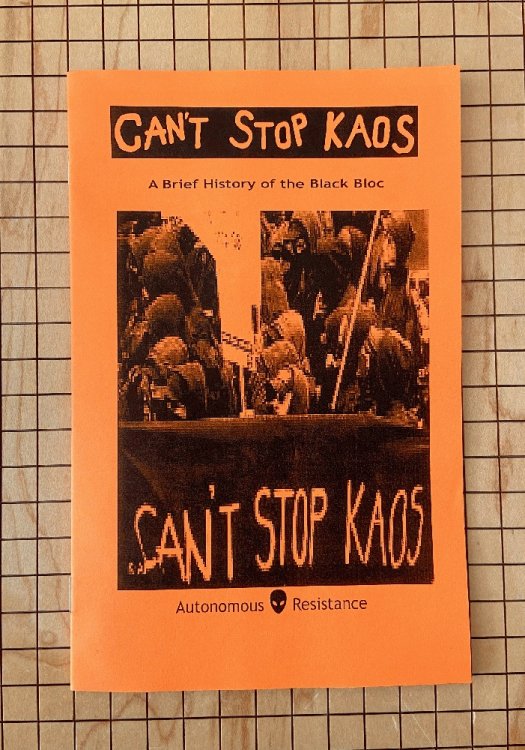 CAN'T STOP KAOS
A Brief History of the Black Bloc
CAN'T STOP KAOS
Autonomous Resistance